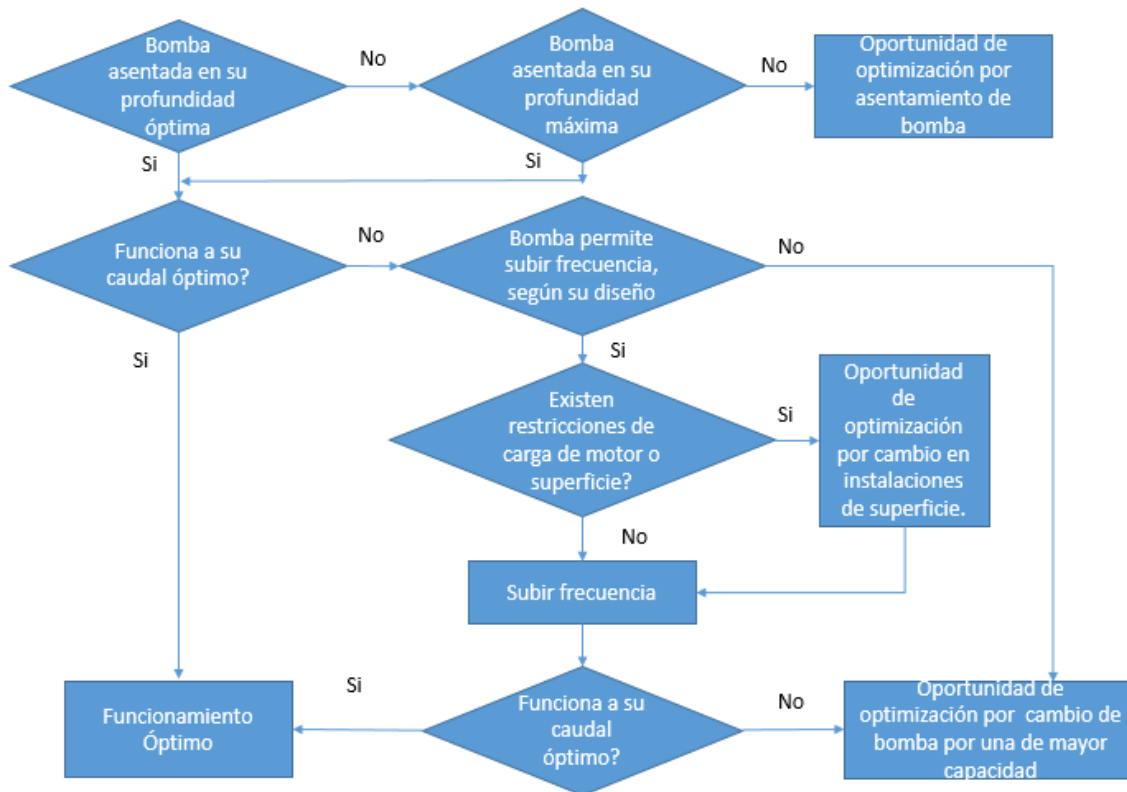 Bomba
asentada en su
profundidad
óptima
No
Bomba
asentada en su
profundidad
máxima
No
Oportunidad de
optimización por
asentamiento de
bomba
Si
Si
Funciona a su
caudal óptimo?
No
Bomba permite
subir frecuencia,
según su diseño
No
Si
Si
Existen
restricciones de
carga de motor o
superficie?
Si
Oportunidad
de
optimización
por cambio en
instalaciones
de superficie.
No
Subir frecuencia
Funcionamiento
Óptimo
Si
Funciona a su
caudal
óptimo?
No
Oportunidad de
optimización por cambio de
bomba por una de mayor
capacidad